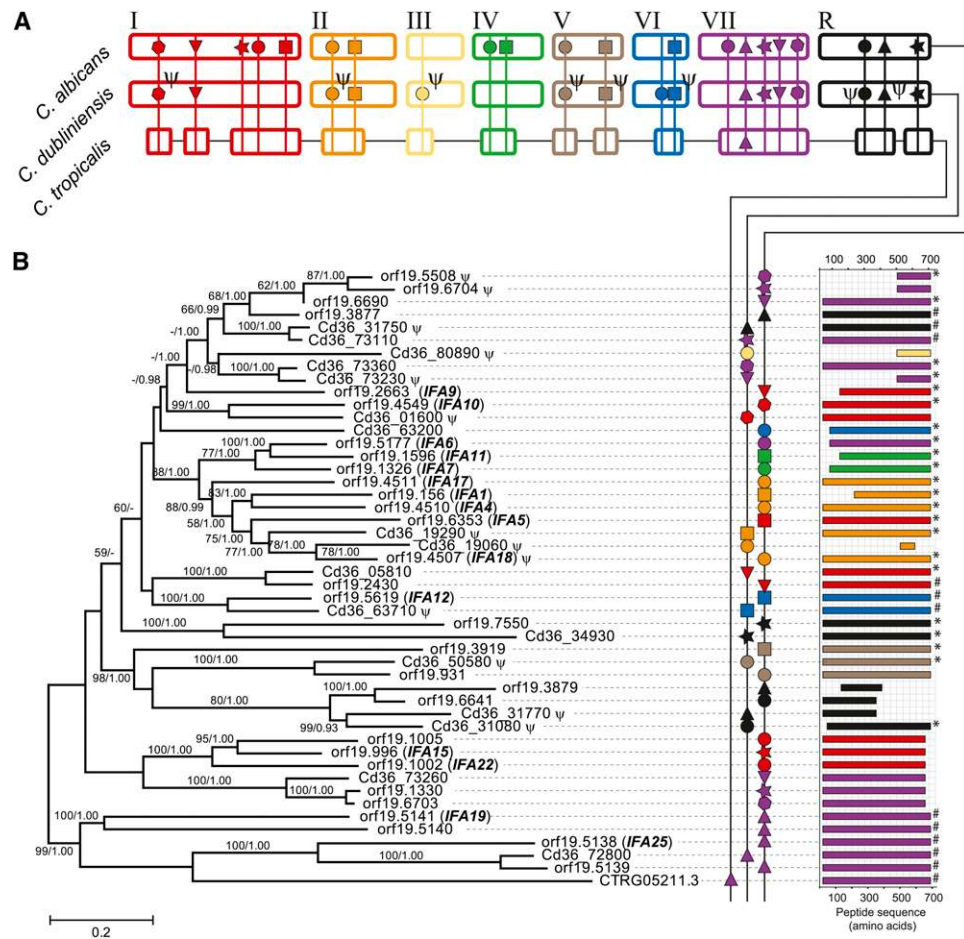 A
I II III IV V VI VII R
C. albicans
ψ ψ ψ ψ ψ ψ ψ ψ
C. dubliniensis
C. tropicalis
B
100 300 500 700
87/1.00 orf19.5508 ψ *
62/1.00 orf19.6704 ψ
68/1.00 orf19.6690 *
66/0.99 orf19.3877 #
100/1.00 Cd36_31750 ψ #
-/1.00 Cd36_73110 #
-/1.00 Cd36_80890 ψ
-/0.98 Cd36_73360 *
-/0.98 Cd36_73230 ψ *
orf19.2663 (IFA9) *
99/1.00 orf19.4549 (IFA10) *
Cd36_01600 ψ
Cd36_63200 *
100/1.00 orf19.5177 (IFA6) *
77/1.00 orf19.1596 (IFA11) *
orf19.1326 (IFA7) *
88/1.00 orf19.4511 (IFA17) *
83/1.00 orf19.156 (IFA1) *
88/0.99 orf19.4510 (IFA4) *
58/1.00 orf19.6353 (IFA5) *
60/- 75/1.00 Cd36_19290 ψ *
77/1.00 78/1.00 Cd36_19060 ψ
59/- 78/1.00 orf19.4507 (IFA18) ψ *
100/1.00 Cd36_05810 *
orf19.2430 #
100/1.00 orf19.5619 (IFA12) #
Cd36_63710 ψ #
100/1.00 orf19.7550 *
Cd36_34930 *
orf19.3919 *
98/1.00 100/1.00 Cd36_50580 ψ *
orf19.931
100/1.00 orf19.3879
80/1.00 orf19.6641
Cd36_31770 ψ
99/0.93 Cd36_31080 ψ *
95/1.00 orf19.1005
100/1.00 orf19.996 (IFA15)
orf19.1002 (IFA22)
100/1.00 Cd36_73260
100/1.00 orf19.1330
orf19.6703
100/1.00 orf19.5141 (IFA19) #
orf19.5140 #
99/1.00 100/1.00 orf19.5138 (IFA25) #
100/1.00 Cd36_72800 #
orf19.5139 #
CTRG05211.3 #
100 300 500 700
Peptide sequence
(amino acids)
0.2